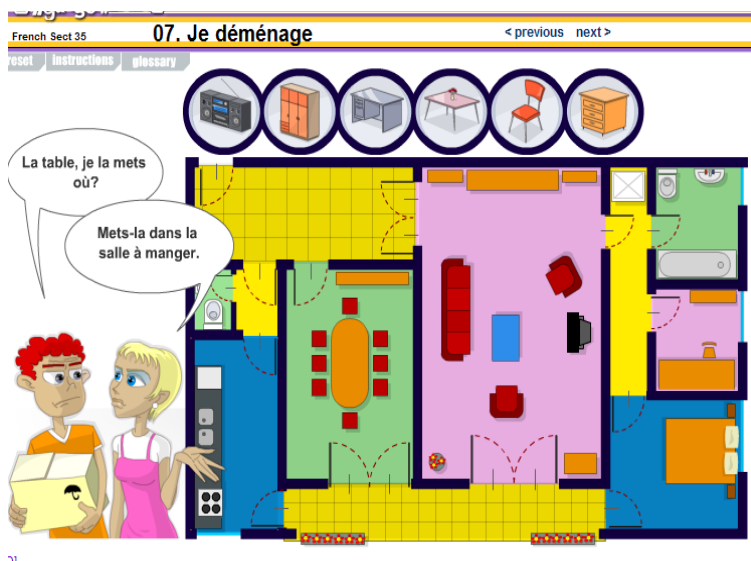 French Sect 35
07. Je déménage
< previous next >
reset instructions glossary
La table, je la mets
où?
Mets-la dans la
salle à manger.